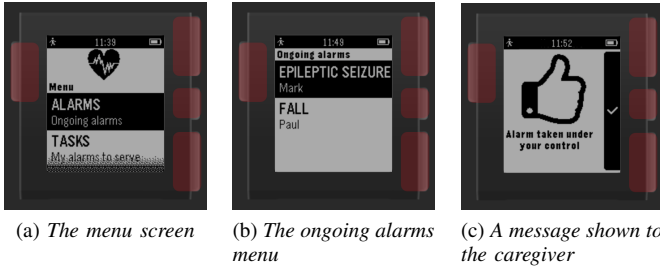 11:39
Menu
ALARMS
Ongoing alarms
TASKS
My alarms to serve
(a) The menu screen
11:49
Ongoing alarms
EPILEPTIC SEIZURE
Mark
FALL
Paul
(b) The ongoing alarms
menu
11:52
Alarm taken under
your control
(c) A message shown to
the caregiver